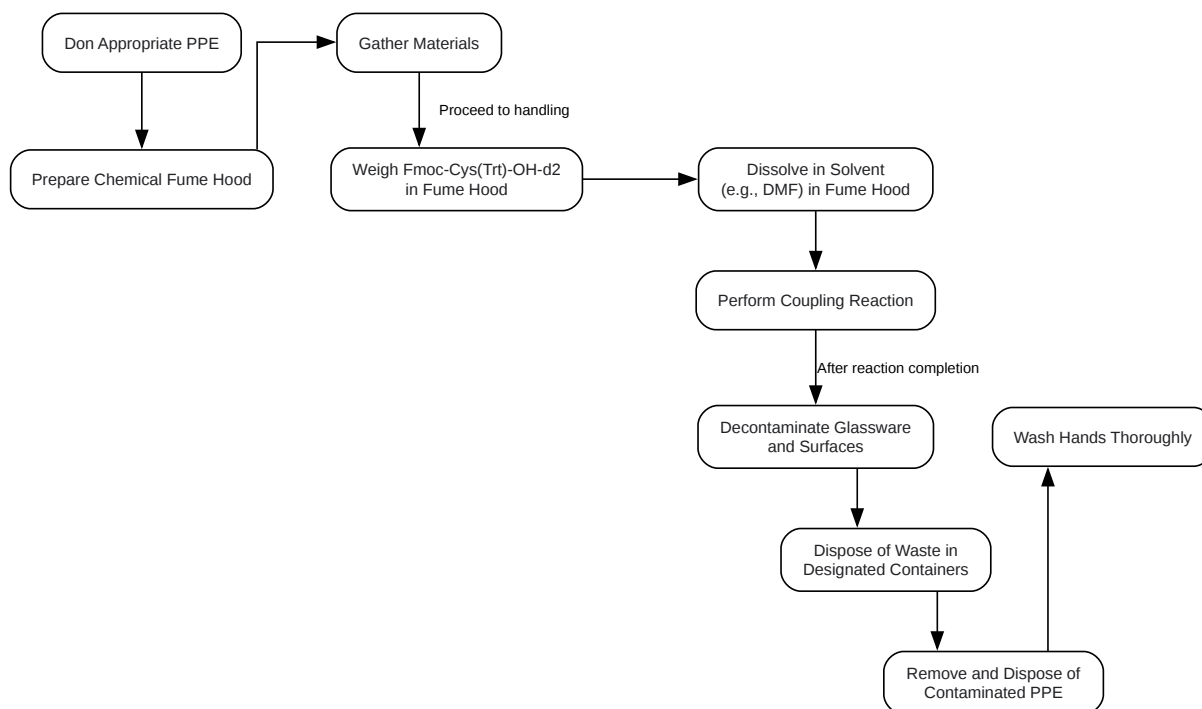 Don Appropriate PPE
Prepare Chemical Fume Hood
Gather Materials
Proceed to handling
Weigh Fmoc-Cys(Trt)-OH-d2
in Fume Hood
Dissolve in Solvent
(e.g., DMF) in Fume Hood
Perform Coupling Reaction
After reaction completion
Decontaminate Glassware
and Surfaces
Dispose of Waste in
Designated Containers
Remove and Dispose of
Contaminated PPE
Wash Hands Thoroughly